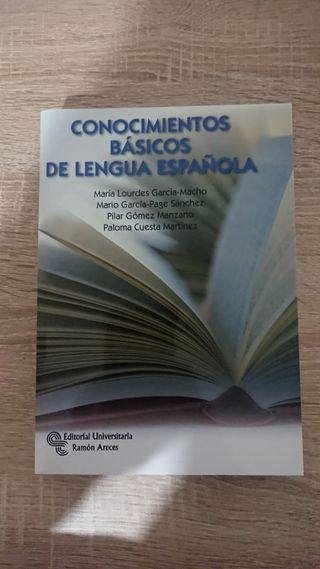 CONOCIMIENTOS
BÁSICOS
DE LENGUA ESPAÑOLA
María Lourdes García-Macho
Mario García-Page Sánchez
Pilar Gómez Manzano
Paloma Cuesta Martínez
Editorial Universitaria
Ramón Areces